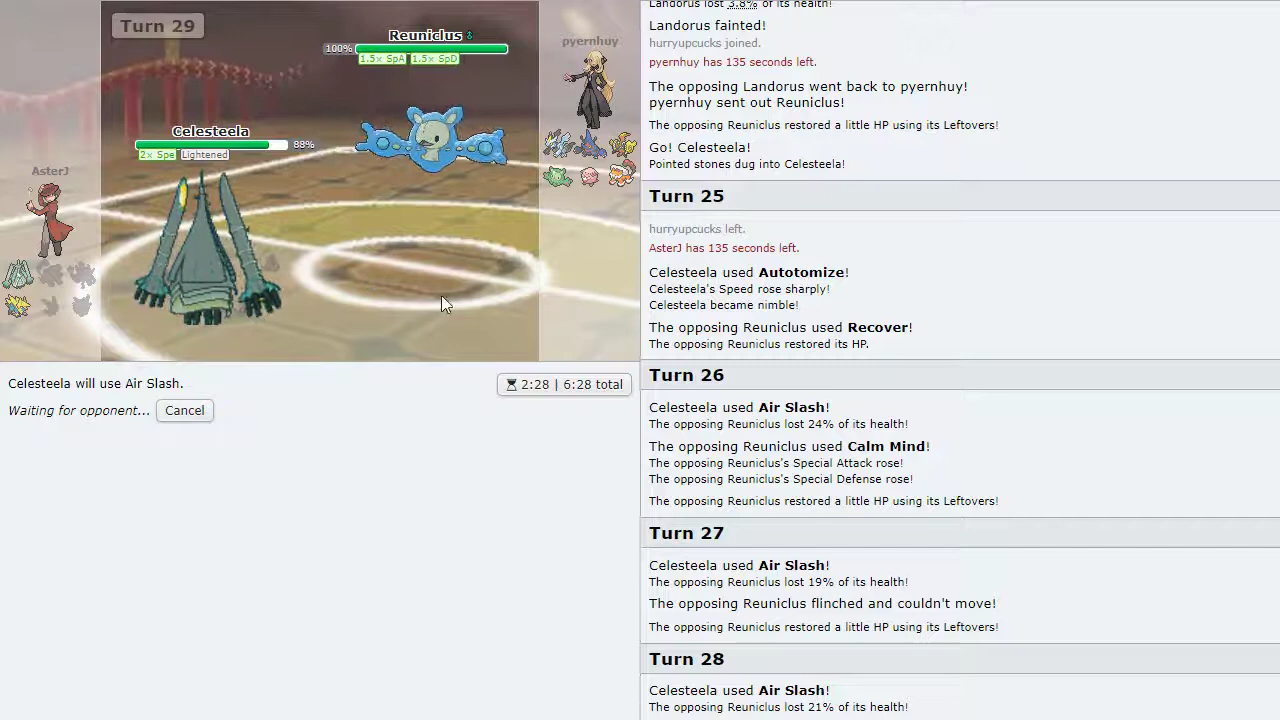 Turn 29
Reuniclus
100%
1.5× SpA 1.5× SpD
Celesteela
88%
2× Spe Lightened
AsterJ
pyernhuy
Celesteela will use Air Slash.
2:28 | 6:28 total
Waiting for opponent... Cancel
Landorus lost 3.8% of its health!
Landorus fainted!
hurryupcucks joined.
pyernhuy has 135 seconds left.
The opposing Landorus went back to pyernhuy!
pyernhuy sent out Reuniclus!
The opposing Reuniclus restored a little HP using its Leftovers!
Go! Celesteela!
Pointed stones dug into Celesteela!
Turn 25
hurryupcucks left.
AsterJ has 135 seconds left.
Celesteela used Autotomize!
Celesteela's Speed rose sharply!
Celesteela became nimble!
The opposing Reuniclus used Recover!
The opposing Reuniclus restored its HP.
Turn 26
Celesteela used Air Slash!
The opposing Reuniclus lost 24% of its health!
The opposing Reuniclus used Calm Mind!
The opposing Reuniclus's Special Attack rose!
The opposing Reuniclus's Special Defense rose!
The opposing Reuniclus restored a little HP using its Leftovers!
Turn 27
Celesteela used Air Slash!
The opposing Reuniclus lost 19% of its health!
The opposing Reuniclus flinched and couldn't move!
The opposing Reuniclus restored a little HP using its Leftovers!
Turn 28
Celesteela used Air Slash!
The opposing Reuniclus lost 21% of its health!